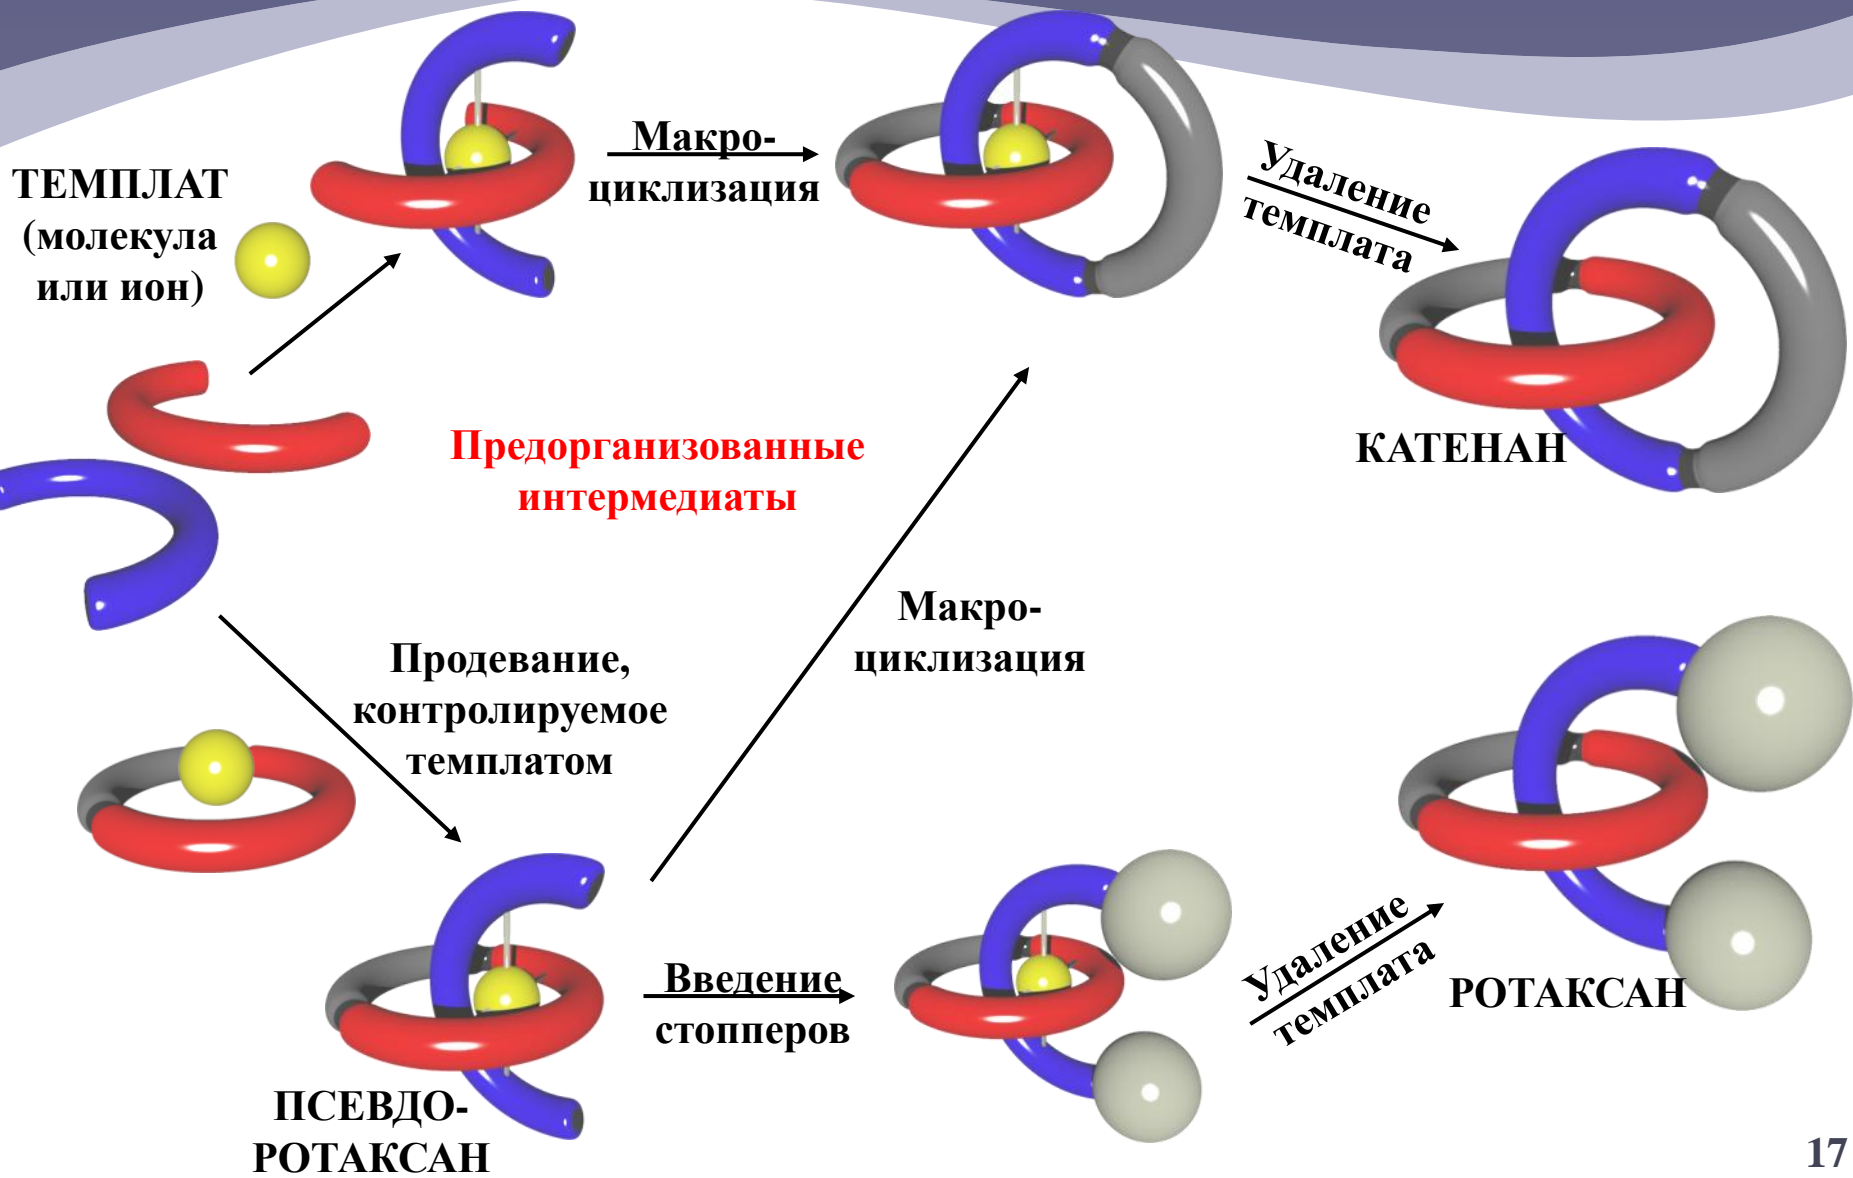 ТЕМПЛАТ
(молекула
или ион)
Макро-
циклизация
Удаление
темплата
КАТЕНАН
Предорганизованные
интермедиаты
Макро-
циклизация
Продевание,
контролируемое
темплатом
ПСЕВДО-
РОТАКСАН
Введение
стопперов
Удаление
темплата
РОТАКСАН
17